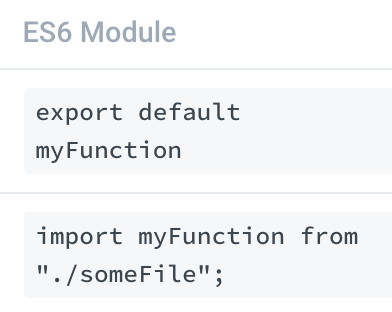 ES6 Module
export default
myFunction
import myFunction from
"./someFile";